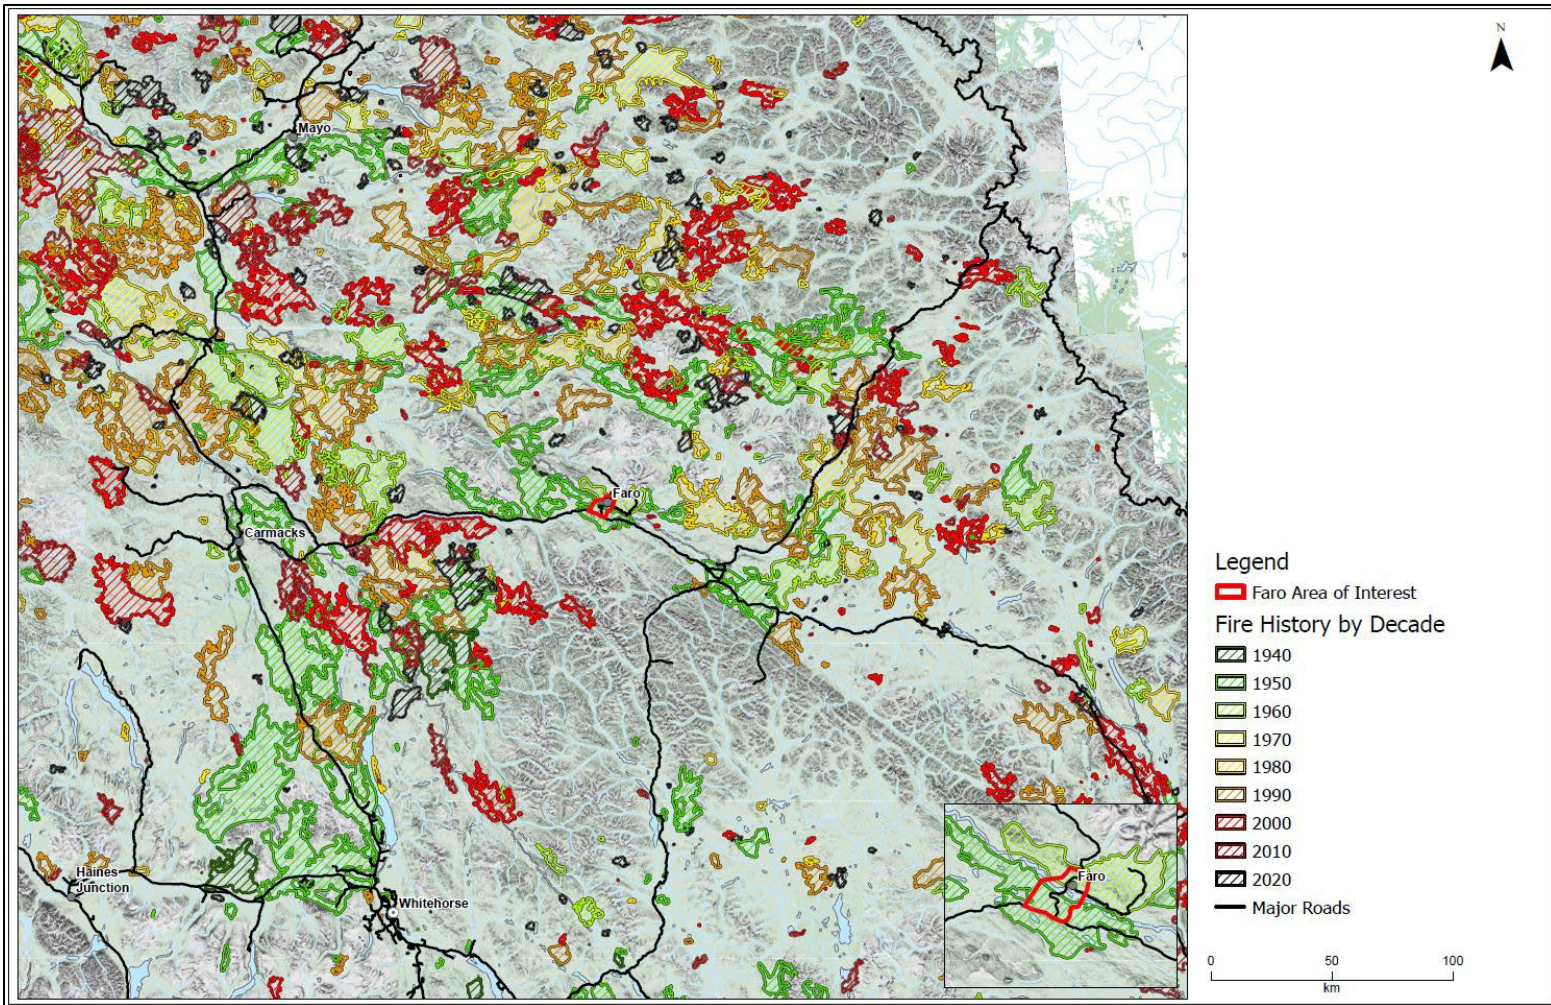 N
Mayo
Faro
Carmacks
Haines
Junction
Whitehorse
Faro
Legend
Faro Area of Interest
Fire History by Decade
1940
1950
1960
1970
1980
1990
2000
2010
2020
Major Roads
0 50 100
km